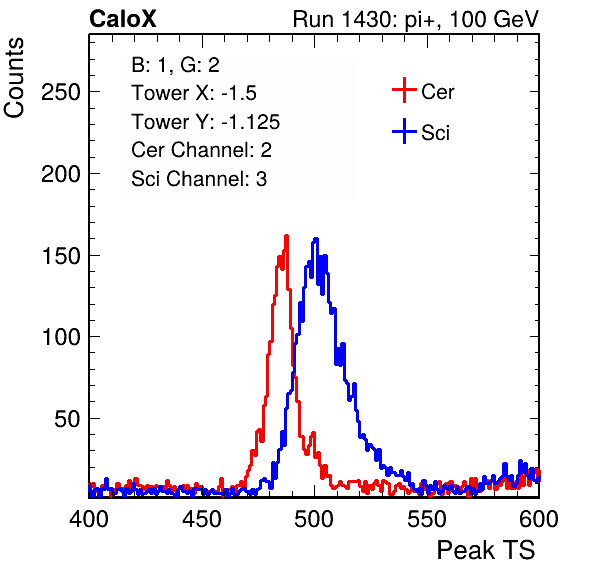 CaloX Run 1430: pi+, 100 GeV
Counts
B: 1, G: 2
Tower X: -1.5
Tower Y: -1.125
Cer Channel: 2
Sci Channel: 3
Cer
Sci
250
200
150
100
50
400 450 500 550 600
Peak TS